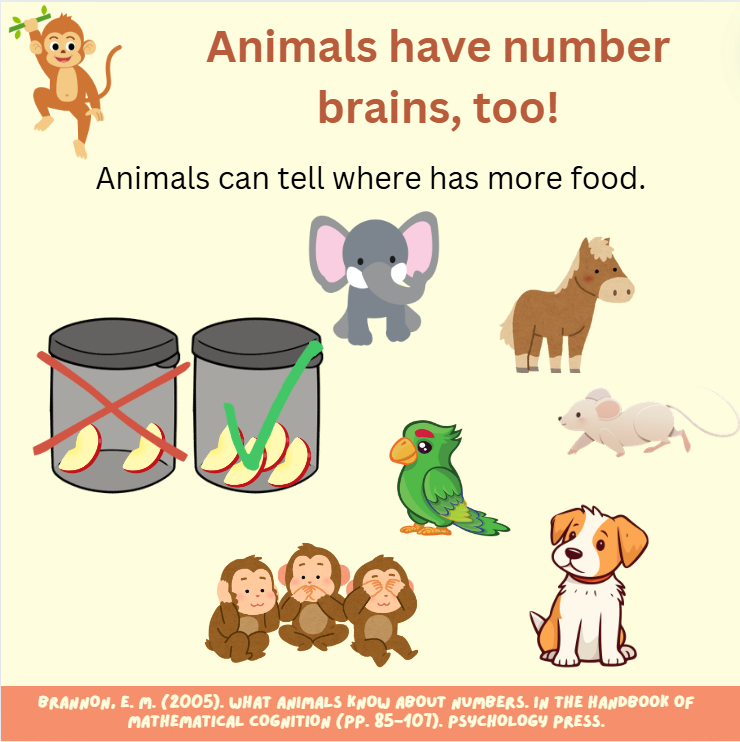 Animals have number
brains, too!
Animals can tell where has more food.
BRANNON, E. M. (2005). WHAT ANIMALS KNOW ABOUT NUMBERS. IN THE HANDBOOK OF
MATHEMATICAL COGNITION (PP. 85-107). PSYCHOLOGY PRESS.